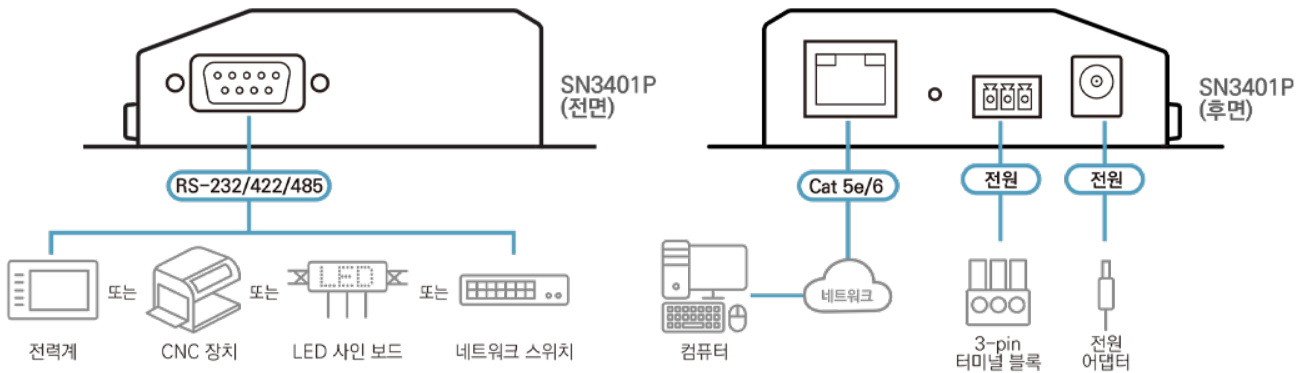 SN3401P
(전면)
RS-232/422/485
또는
또는
LED
또는
전력계
CNC 장치
LED 사인 보드
네트워크 스위치
SN3401P
(후면)
Cat 5e/6
전원
전원
네트워크
컴퓨터
3-pin
터미널 블록
전원
어댑터